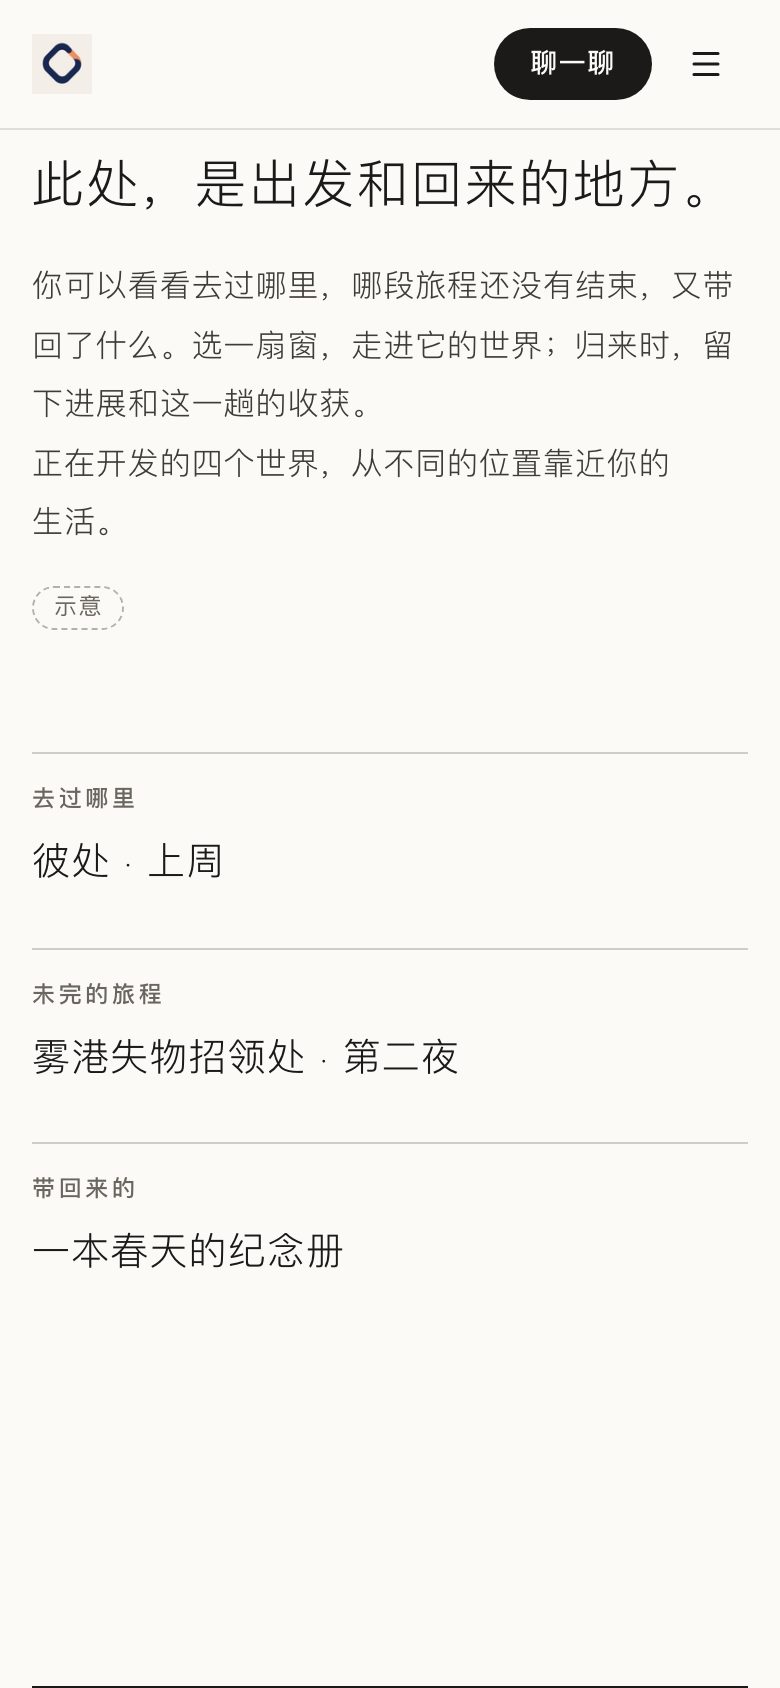 聊一聊
此处，是出发和回来的地方。
你可以看看去过哪里，哪段旅程还没有结束，又带
回了什么。选一扇窗，走进它的世界；归来时，留
下进展和这一趟的收获。
正在开发的四个世界，从不同的位置靠近你的
生活。
示意
去过哪里
彼处 · 上周
未完的旅程
雾港失物招领处 · 第二夜
带回来的
一本春天的纪念册